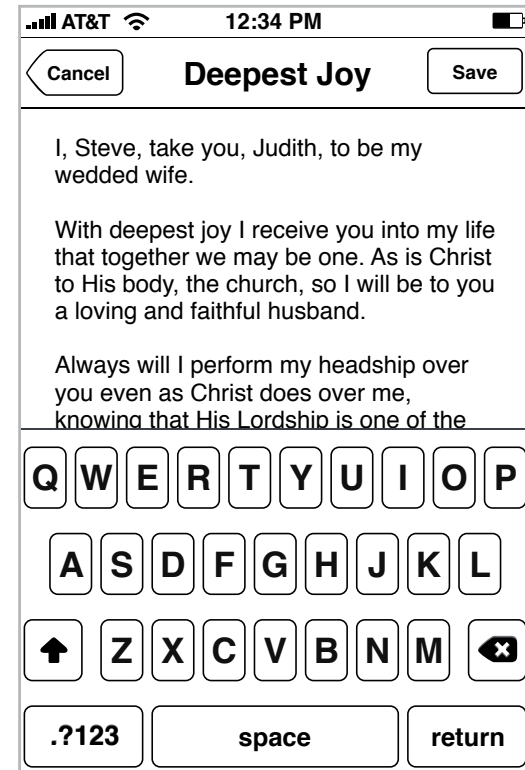 AT&T 12:34 PM
Cancel Deepest Joy Save
I, Steve, take you, Judith, to be my
wedded wife.
With deepest joy I receive you into my life
that together we may be one. As is Christ
to His body, the church, so I will be to you
a loving and faithful husband.
Always will I perform my headship over
you even as Christ does over me,
knowing that His Lordship is one of the
Q W E R T Y U I O P
A S D F G H J K L
Z X C V B N M
.?123 space return